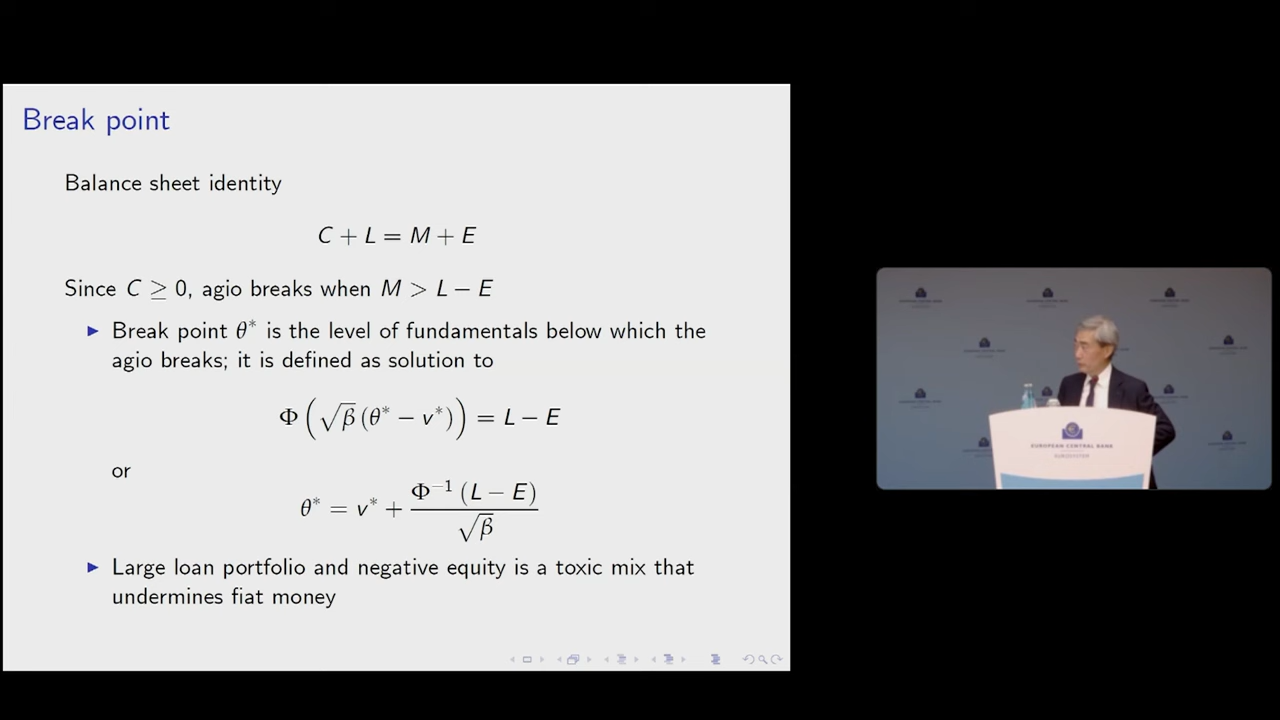 Break point
Balance sheet identity
C + L = M + E
Since C ≥ 0, agio breaks when M > L − E
▶ Break point θ* is the level of fundamentals below which the
agio breaks; it is defined as solution to
Φ(√β (θ* − v*)) = L − E
or
θ* = v* + Φ⁻¹ (L − E) / √β
▶ Large loan portfolio and negative equity is a toxic mix that
undermines fiat money
EUROPEAN CENTRAL BANK
EUROSYSTEM